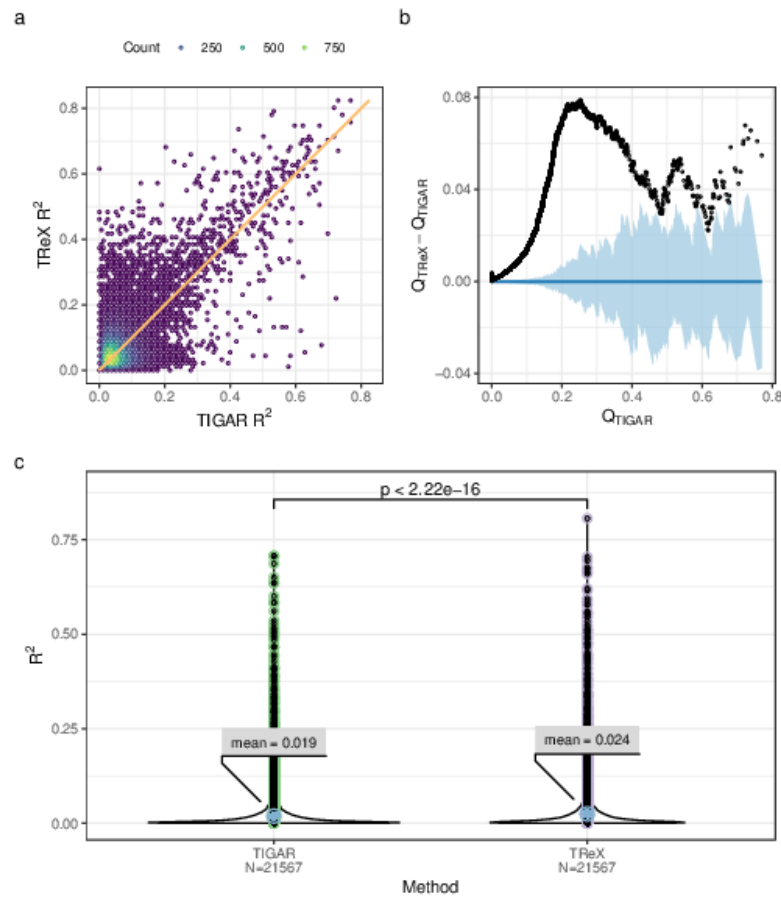 a
Count 250 500 750
0.8
0.6
0.4
0.2
0.0
TReX R²
0.0 0.2 0.4 0.6 0.8
TIGAR R²
b
0.08
0.04
0.00
−0.04
Q_TReX − Q_TIGAR
0.0 0.2 0.4 0.6 0.8
Q_TIGAR
c
p < 2.22e−16
0.75
0.50
0.25
0.00
R²
mean = 0.019
mean = 0.024
TIGAR
N=21567
TReX
N=21567
Method